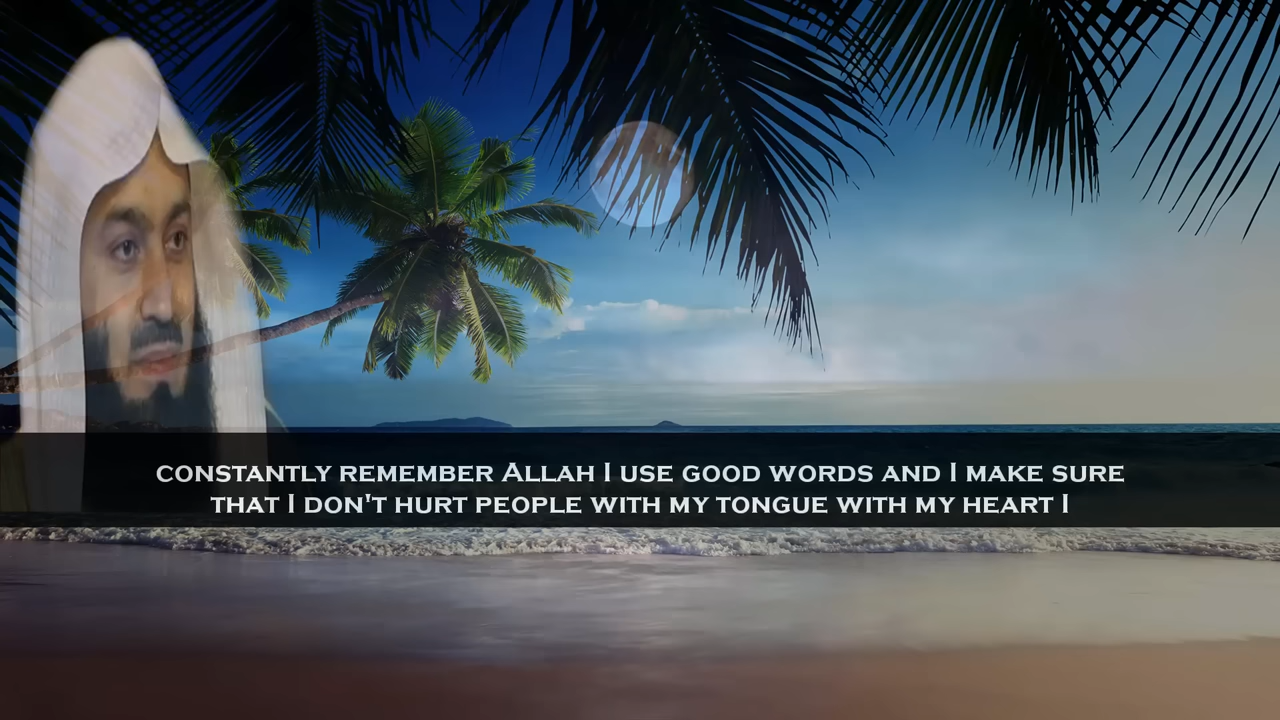 constantly remember Allah I use good words and I make sure
that I don't hurt people with my tongue with my heart I